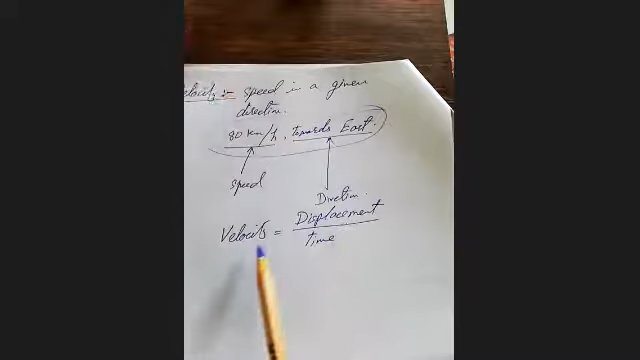 Velocity :- speed in a given
direction.
80 km/h, towards East.
speed
Direction.
Velocity = Displacement
time